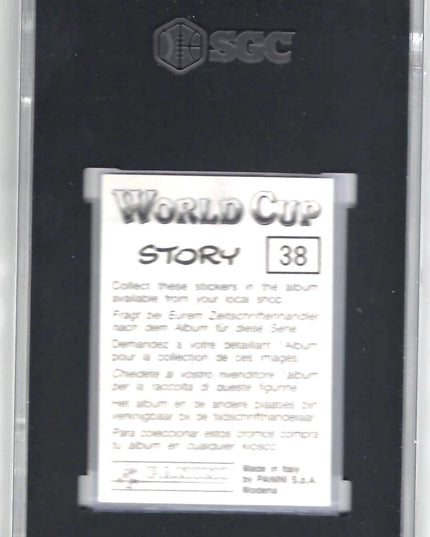 SGC
WORLD CUP
STORY 38
Collect these stickers in the album
available from your local shop.
Fragt bei Eurem Zeitschriftenhändler
nach dem Album für diese Serie
Demandez à votre détaillant l'Album
pour la collection de ces images.
Chiedete al vostro rivenditore l'album
per la raccolta di queste figurine
Het album en de andere plaatjes zijn
verkrijgbaar bij de tijdschrifthandelaar
Para coleccionar estos cromos compra
tu álbum en cualquier kiosco
PANINI
Made in Italy
by PANINI S.p.A.
Modena